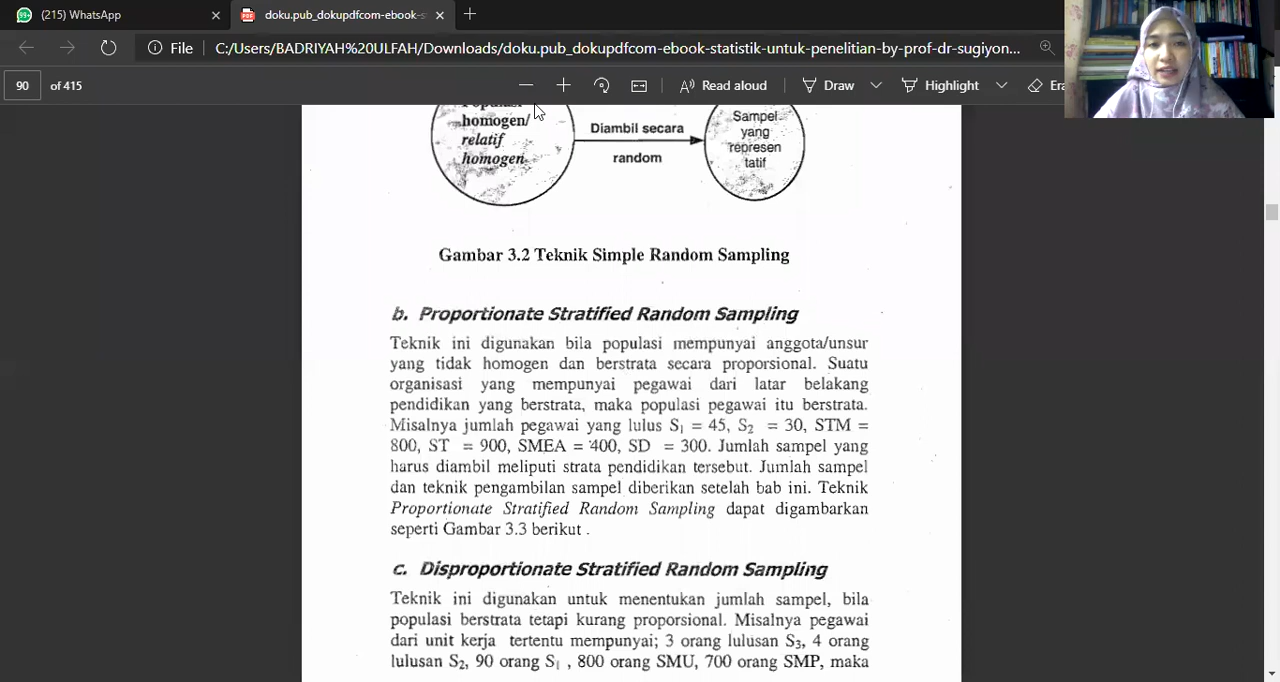 (215) WhatsApp
doku.pub_dokupdfcom-ebook-s
File
C:/Users/BADRIYAH%20ULFAH/Downloads/doku.pub_dokupdfcom-ebook-statistik-untuk-penelitian-by-prof-dr-sugiyon...
90 of 415
Read aloud
Draw
Highlight
Era
homogen/
relatif
homogen
Diambil secara
random
Sampel
yang
represen
tatif
Gambar 3.2 Teknik Simple Random Sampling
b. Proportionate Stratified Random Sampling
Teknik ini digunakan bila populasi mempunyai anggota/unsur
yang tidak homogen dan berstrata secara proporsional. Suatu
organisasi yang mempunyai pegawai dari latar belakang
pendidikan yang berstrata, maka populasi pegawai itu berstrata.
Misalnya jumlah pegawai yang lulus S₁ = 45, S₂ = 30, STM =
800, ST = 900, SMEA = 400, SD = 300. Jumlah sampel yang
harus diambil meliputi strata pendidikan tersebut. Jumlah sampel
dan teknik pengambilan sampel diberikan setelah bab ini. Teknik
Proportionate Stratified Random Sampling dapat digambarkan
seperti Gambar 3.3 berikut .
c. Disproportionate Stratified Random Sampling
Teknik ini digunakan untuk menentukan jumlah sampel, bila
populasi berstrata tetapi kurang proporsional. Misalnya pegawai
dari unit kerja tertentu mempunyai; 3 orang lulusan S₃, 4 orang
lulusan S₂, 90 orang S₁ , 800 orang SMU, 700 orang SMP, maka